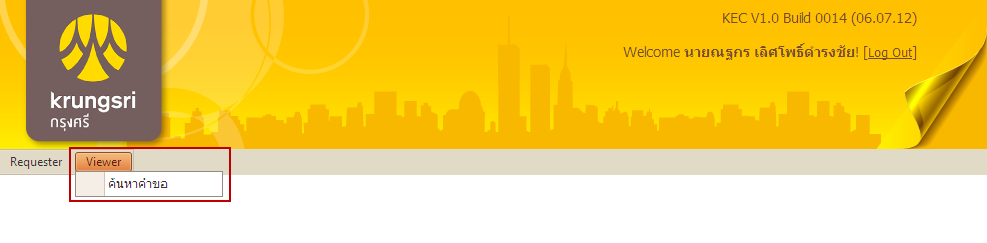 KEC V1.0 Build 0014 (06.07.12)
Welcome นายณฐกร เลิศโพธิ์ดำรงชัย! [Log Out]
krungsri
กรุงศรี
Requester
Viewer
ค้นหาคำขอ